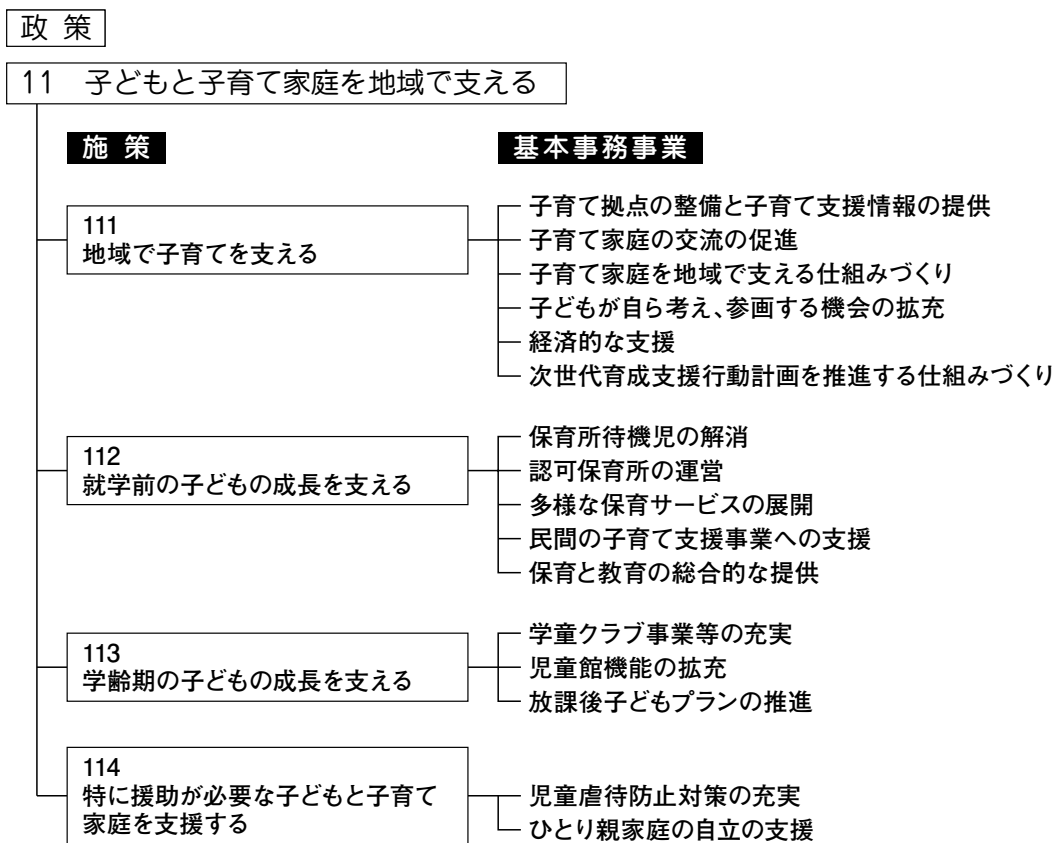 政 策
11 子どもと子育て家庭を地域で支える
施 策
基本事務事業
111
地域で子育てを支える
子育て拠点の整備と子育て支援情報の提供
子育て家庭の交流の促進
子育て家庭を地域で支える仕組みづくり
子どもが自ら考え、参画する機会の拡充
経済的な支援
次世代育成支援行動計画を推進する仕組みづくり
112
就学前の子どもの成長を支える
保育所待機児の解消
認可保育所の運営
多様な保育サービスの展開
民間の子育て支援事業への支援
保育と教育の総合的な提供
113
学齢期の子どもの成長を支える
学童クラブ事業等の充実
児童館機能の拡充
放課後子どもプランの推進
114
特に援助が必要な子どもと子育て
家庭を支援する
児童虐待防止対策の充実
ひとり親家庭の自立の支援